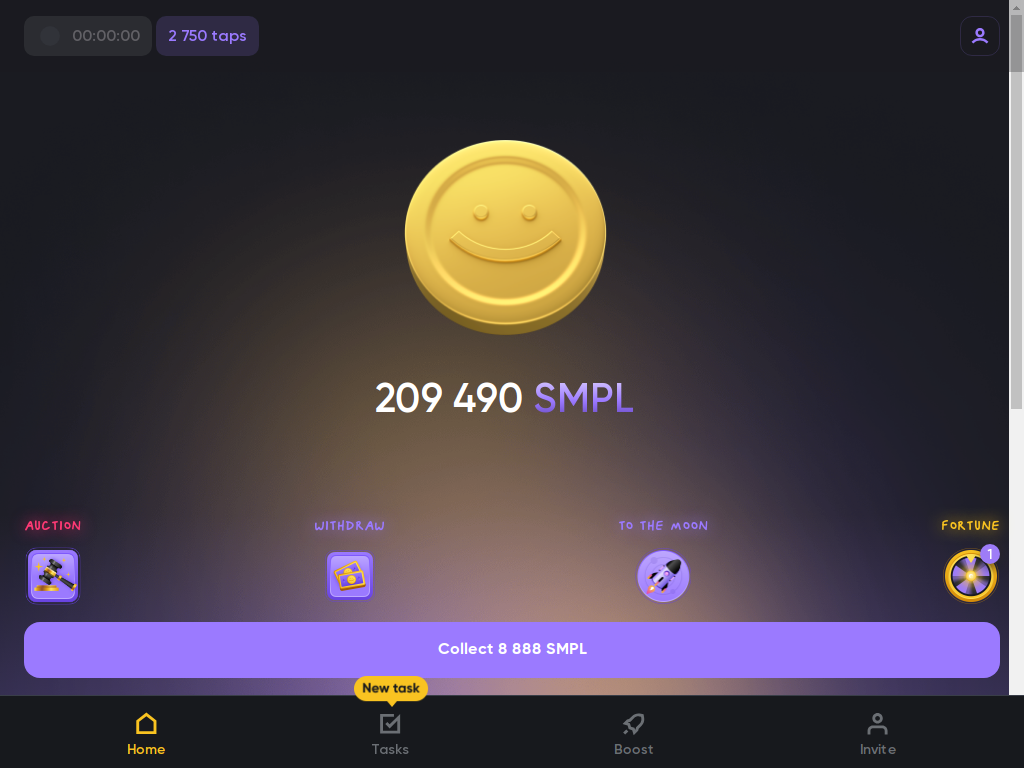 00:00:00
2 750 taps
209 490 SMPL
AUCTION
WITHDRAW
TO THE MOON
FORTUNE
1
Collect 8 888 SMPL
New task
Home
Tasks
Boost
Invite